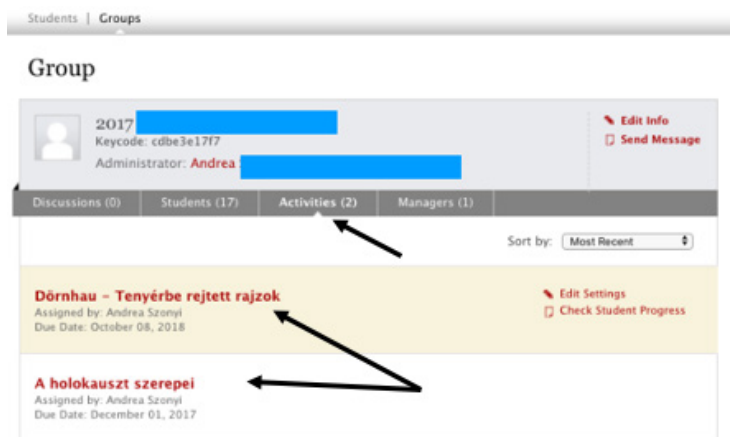 Students | Groups
Group
2017
Keycode: cdbe3e17f7
Administrator: Andrea
Edit Info
Send Message
Discussions (0) Students (17) Activities (2) Managers (1)
Sort by: Most Recent
Dörnhau – Tenyérbe rejtett rajzok
Assigned by: Andrea Szonyi
Due Date: October 08, 2018
Edit Settings
Check Student Progress
A holokauszt szerepei
Assigned by: Andrea Szonyi
Due Date: December 01, 2017